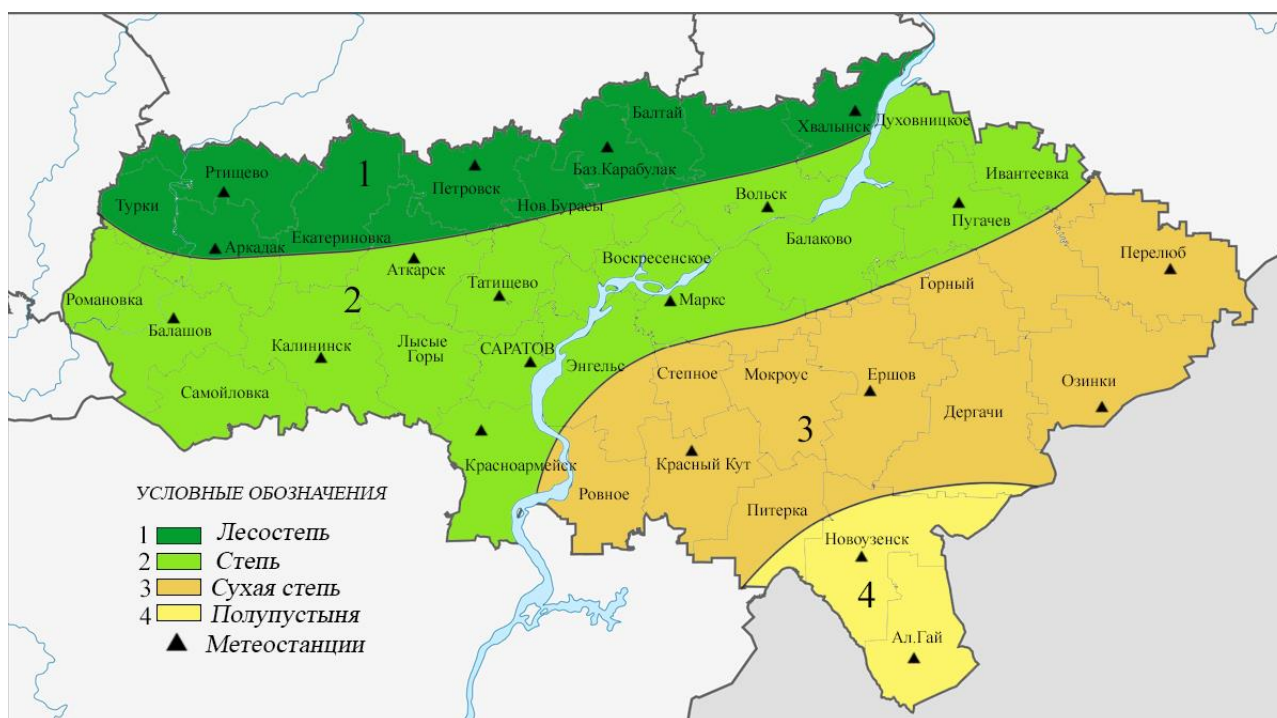 Балтай
Хвалынск
Духовницкое
Ртищево
Петровск
Баз.Карабулак
Ивантеевка
1
Турки
Нов.Бурасы
Вольск
Пугачев
Аркадак
Екатериновка
Аткарск
Воскресенское
Балаково
Перелюб
Романовка
2
Татищево
Маркс
Горный
Балашов
Калининск
Лысые
Горы
САРАТОВ
Энгельс
Степное
Мокроус
Ершов
Озинки
Самойловка
3
Дергачи
Красноармейск
Красный Кут
Ровное
Питерка
Новоузенск
4
Ал.Гай
УСЛОВНЫЕ ОБОЗНАЧЕНИЯ
1 Лесостепь
2 Степь
3 Сухая степь
4 Полупустыня
Метеостанции